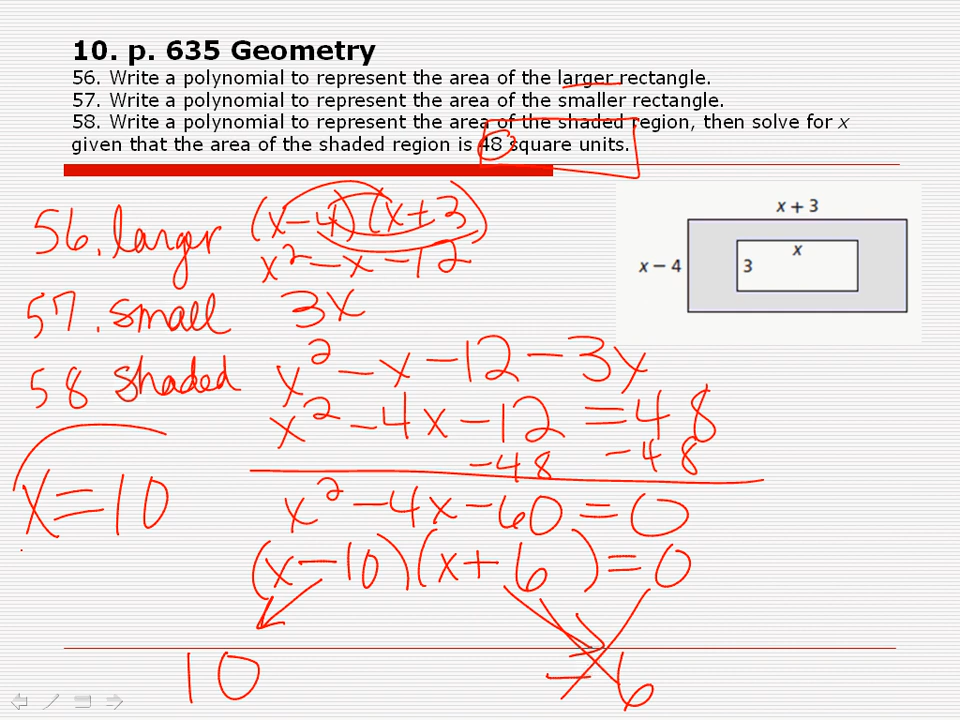 10. p. 635 Geometry
56. Write a polynomial to represent the area of the larger rectangle.
57. Write a polynomial to represent the area of the smaller rectangle.
58. Write a polynomial to represent the area of the shaded region, then solve for x
given that the area of the shaded region is 48 square units.
56. larger (x-4)(x+3)
x² - x - 12
57. small 3x
58 shaded x² - x - 12 - 3x
x² - 4x - 12 = 48
-48 -48
x² - 4x - 60 = 0
(x - 10)(x + 6) = 0
10 -6
x = 10
x + 3
x
x − 4
3